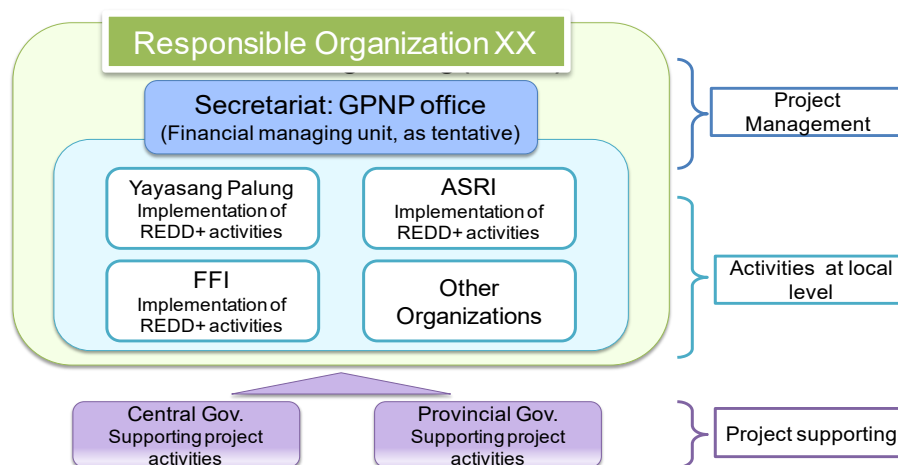 Responsible Organization XX
Secretariat: GPNP office
(Financial managing unit, as tentative)
Project
Management
Yayasang Palung
Implementation of
REDD+ activities
ASRI
Implementation of
REDD+ activities
FFI
Implementation of
REDD+ activities
Other
Organizations
Activities at local
level
Central Gov.
Supporting project
activities
Provincial Gov.
Supporting project
activities
Project supporting